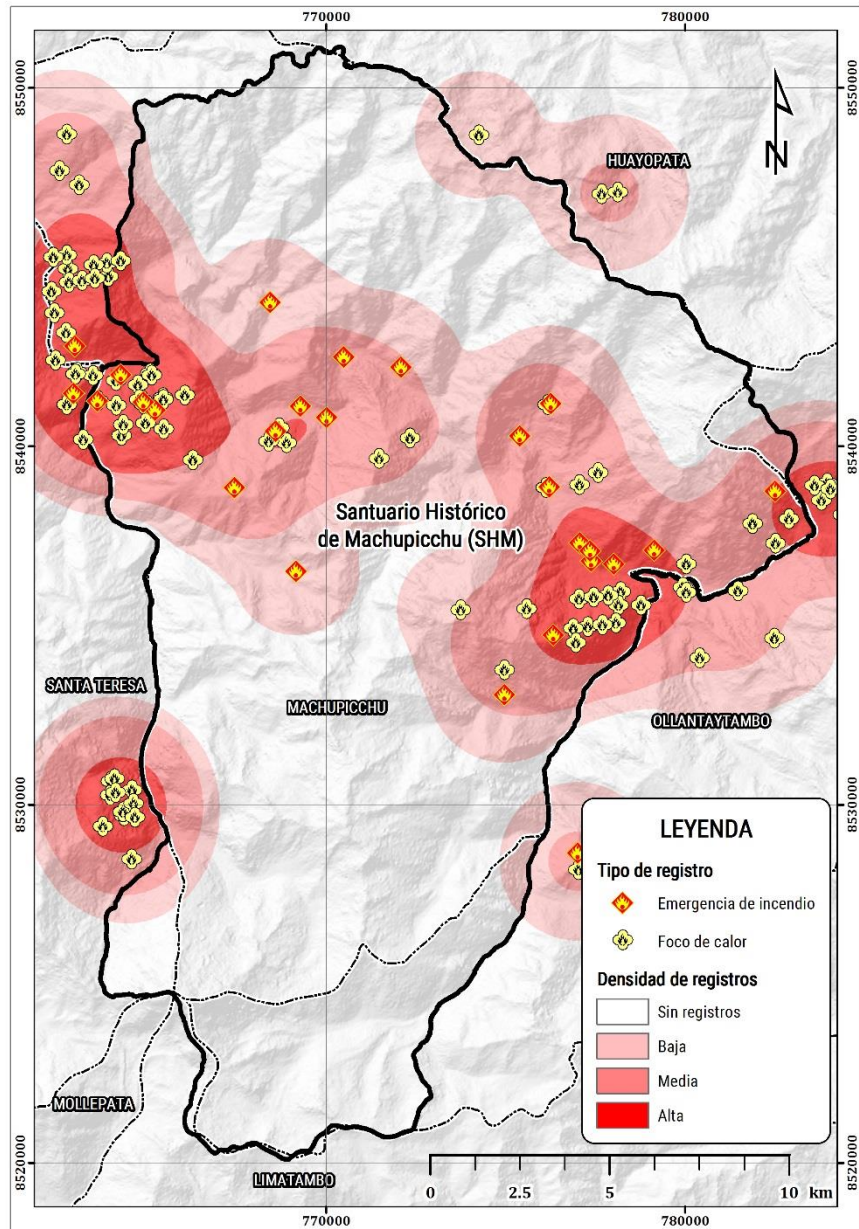 770000
780000
8550000
8550000
HUAYOPATA
N
8540000
8540000
Santuario Histórico
de Machupicchu (SHM)
SANTA TERESA
MACHUPICCHU
OLLANTAYTAMBO
8530000
8530000
LEYENDA
Tipo de registro
Emergencia de incendio
Foco de calor
Densidad de registros
Sin registros
Baja
Media
Alta
MOLLEPATA
LIMATAMBO
8520000
8520000
0
2.5
5
10 km
770000
780000